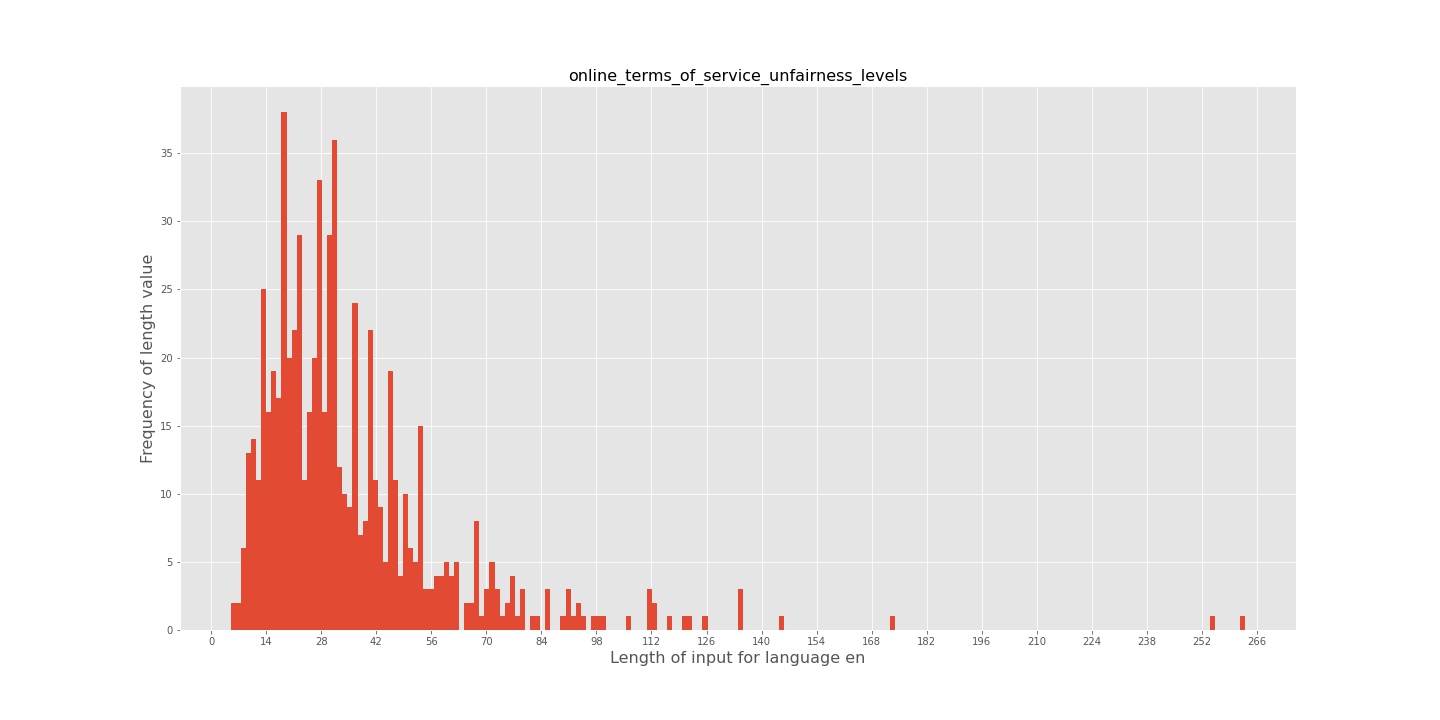 online_terms_of_service_unfairness_levels
Frequency of length value
35
30
25
20
15
10
5
0
0 14 28 42 56 70 84 98 112 126 140 154 168 182 196 210 224 238 252 266
Length of input for language en